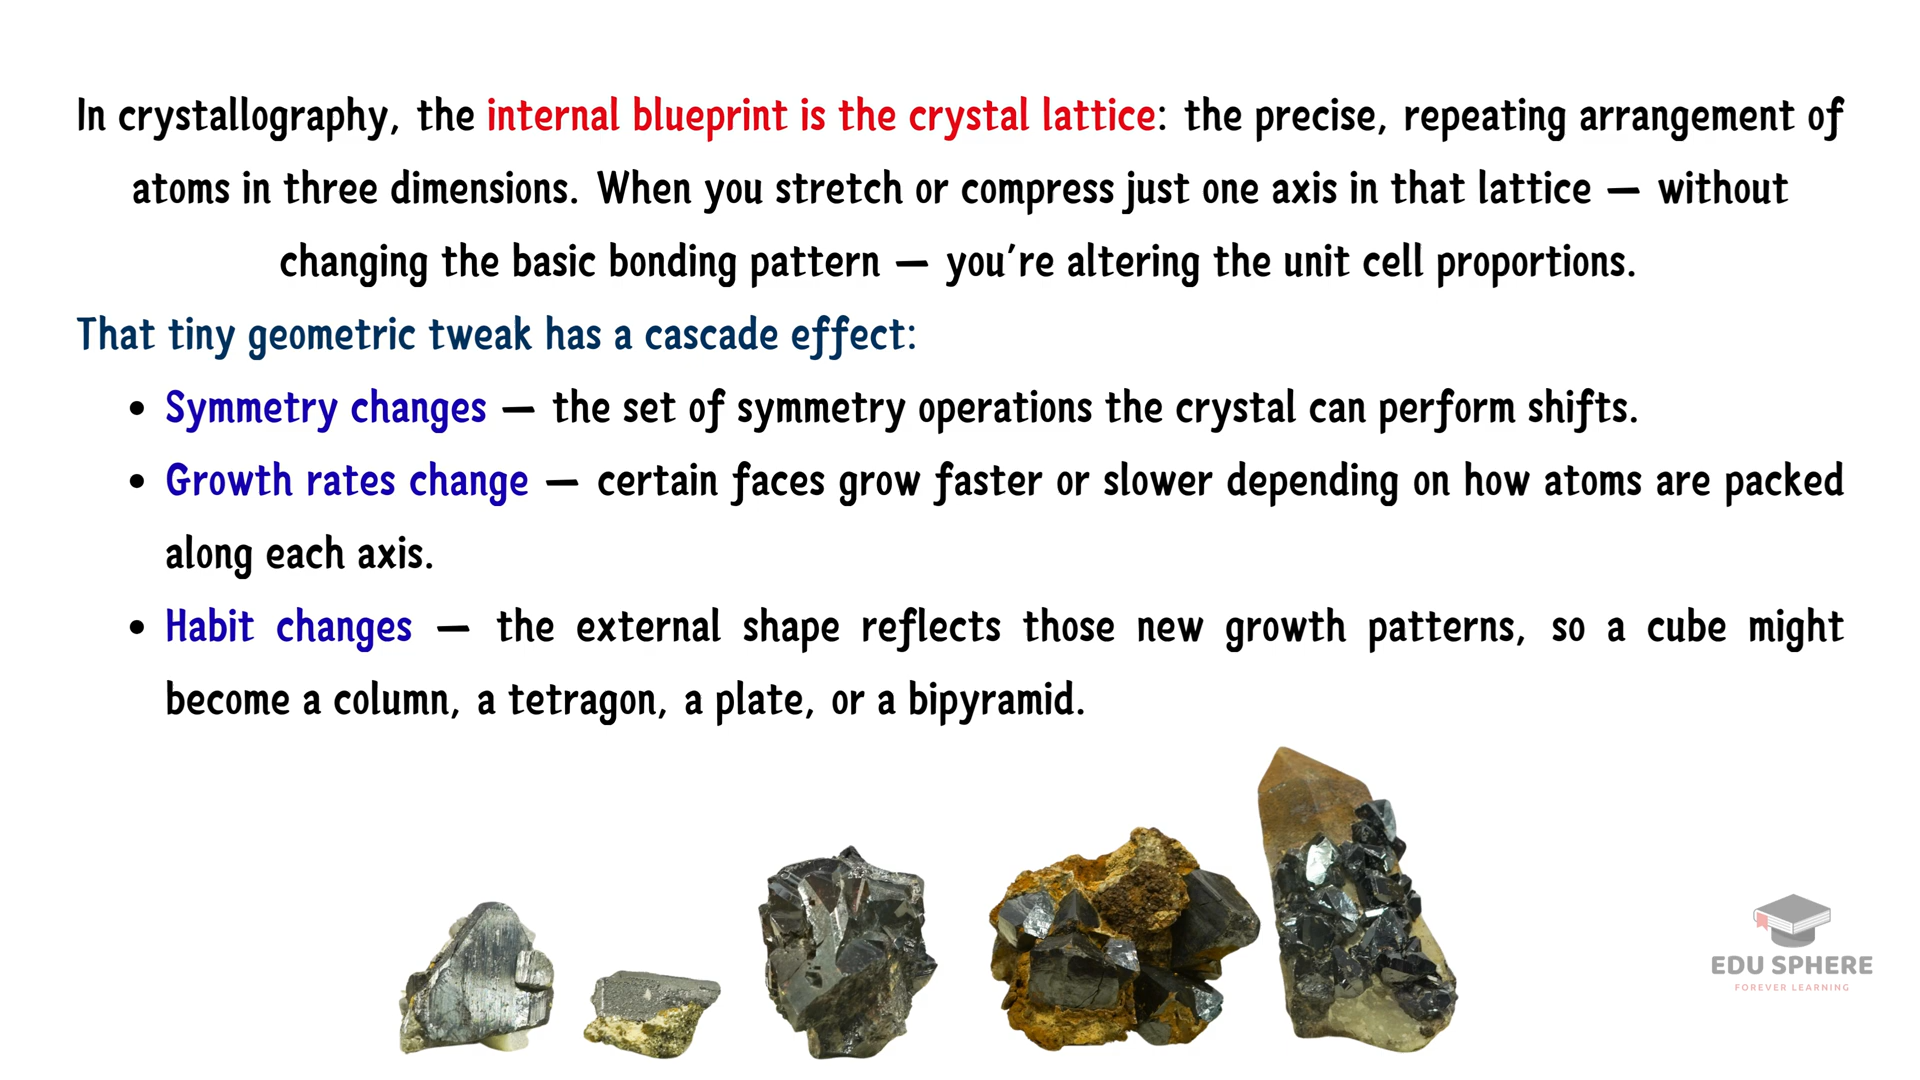 In crystallography, the internal blueprint is the crystal lattice: the precise, repeating arrangement of
atoms in three dimensions. When you stretch or compress just one axis in that lattice — without
changing the basic bonding pattern — you’re altering the unit cell proportions.
That tiny geometric tweak has a cascade effect:
• Symmetry changes — the set of symmetry operations the crystal can perform shifts.
• Growth rates change — certain faces grow faster or slower depending on how atoms are packed
along each axis.
• Habit changes — the external shape reflects those new growth patterns, so a cube might
become a column, a tetragon, a plate, or a bipyramid.
EDU SPHERE
FOREVER LEARNING